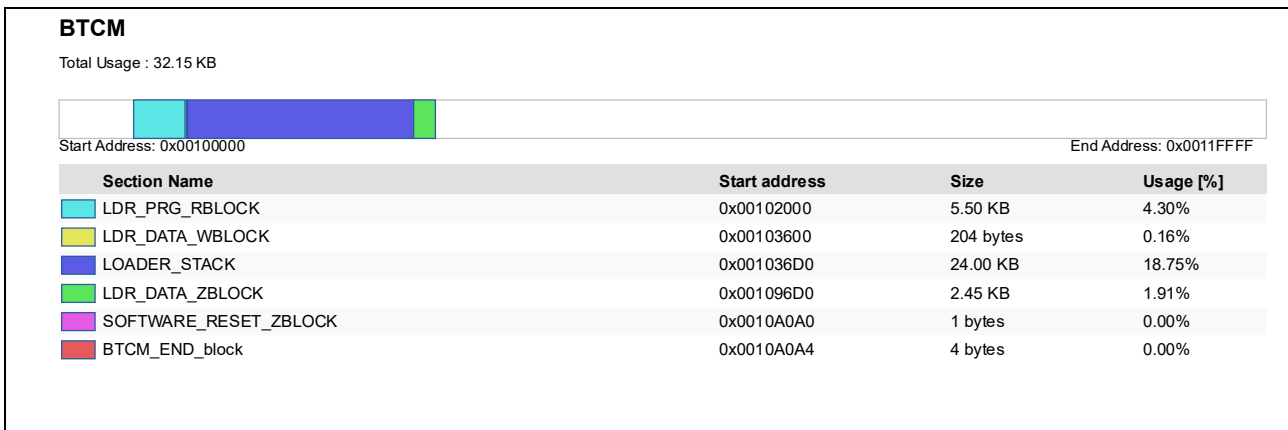 BTCM
Total Usage : 32.15 KB
Start Address: 0x00100000 End Address: 0x0011FFFF
Section Name Start address Size Usage [%]
LDR_PRG_RBLOCK 0x00102000 5.50 KB 4.30%
LDR_DATA_WBLOCK 0x00103600 204 bytes 0.16%
LOADER_STACK 0x001036D0 24.00 KB 18.75%
LDR_DATA_ZBLOCK 0x001096D0 2.45 KB 1.91%
SOFTWARE_RESET_ZBLOCK 0x0010A0A0 1 bytes 0.00%
BTCM_END_block 0x0010A0A4 4 bytes 0.00%